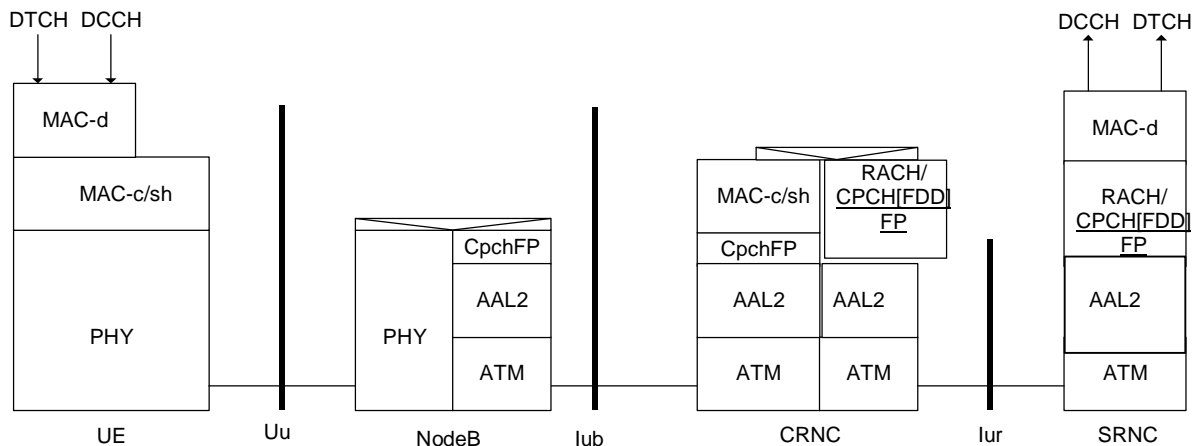 DTCH DCCH
DCCH DTCH
MAC-d
MAC-d
MAC-c/sh
MAC-c/sh
RACH/
CPCH[FDD]
FP
RACH/
CPCH[FDD]
FP
CpchFP
CpchFP
PHY
PHY
AAL2
AAL2
AAL2
AAL2
ATM
ATM
ATM
ATM
UE
Uu
NodeB
Iub
CRNC
Iur
SRNC